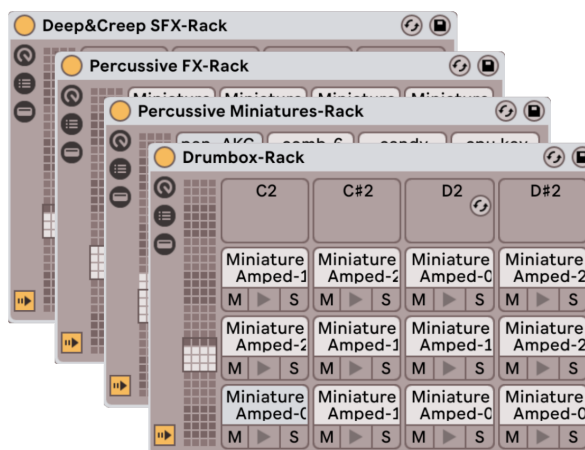 Deep&Creep SFX-Rack
Percussive FX-Rack
Percussive Miniatures-Rack
Drumbox-Rack
C2 C#2 D2 D#2
Miniature Miniature Miniature Miniature
Amped-1 Amped-2 Amped-0 Amped-2
M S M S M S M S
Miniature Miniature Miniature Miniature
Amped-2 Amped-1 Amped-1 Amped-2
M S M S M S M S
Miniature Miniature Miniature Miniature
Amped-0 Amped-1 Amped-0 Amped-0
M S M S M S M S